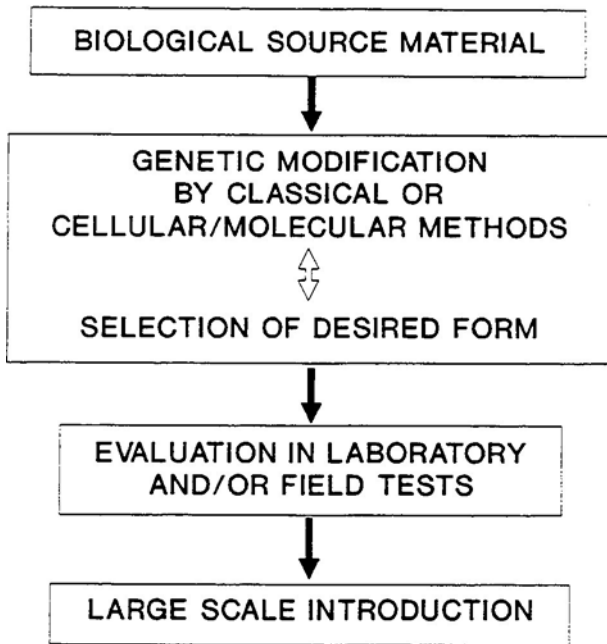 BIOLOGICAL SOURCE MATERIAL
GENETIC MODIFICATION
BY CLASSICAL OR
CELLULAR/MOLECULAR METHODS
SELECTION OF DESIRED FORM
EVALUATION IN LABORATORY
AND/OR FIELD TESTS
LARGE SCALE INTRODUCTION